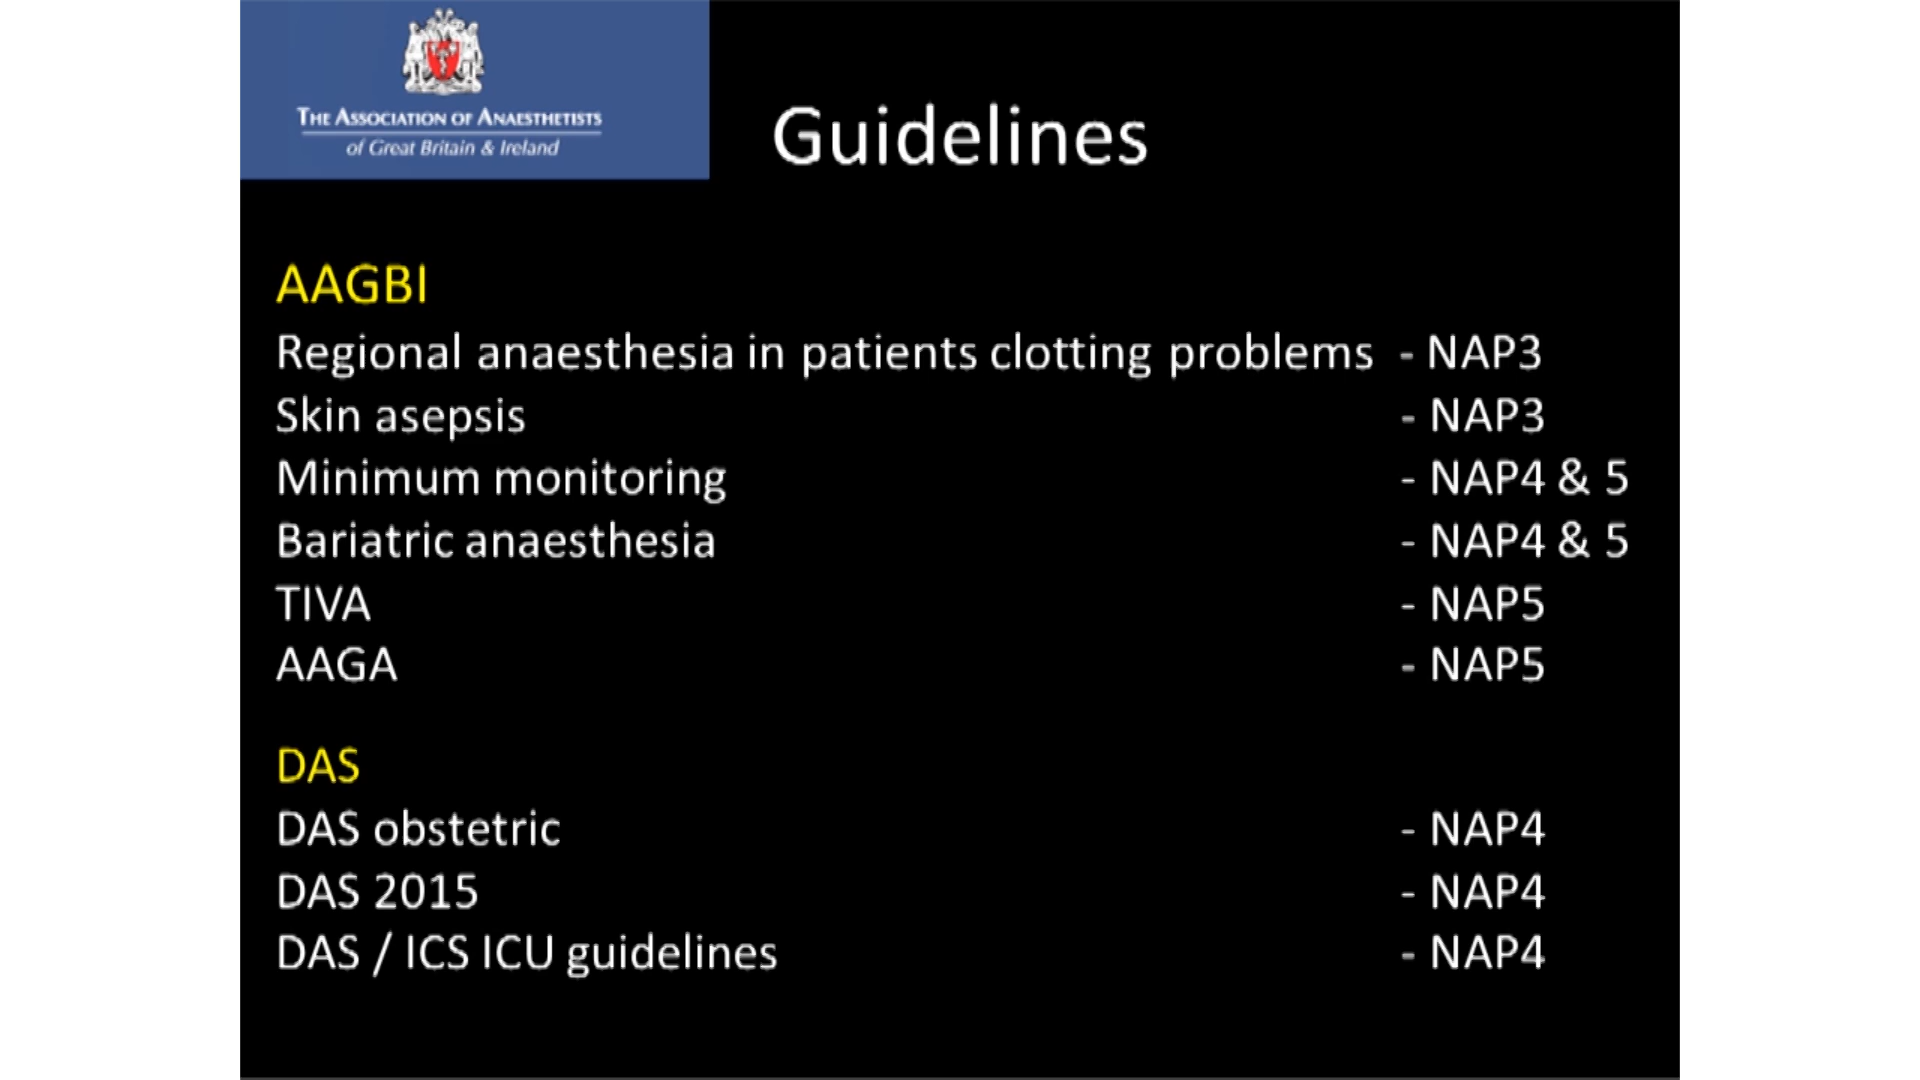 THE ASSOCIATION OF ANAESTHETISTS
of Great Britain & Ireland
Guidelines
AAGBI
Regional anaesthesia in patients clotting problems - NAP3
Skin asepsis - NAP3
Minimum monitoring - NAP4 & 5
Bariatric anaesthesia - NAP4 & 5
TIVA - NAP5
AAGA - NAP5
DAS
DAS obstetric - NAP4
DAS 2015 - NAP4
DAS / ICS ICU guidelines - NAP4